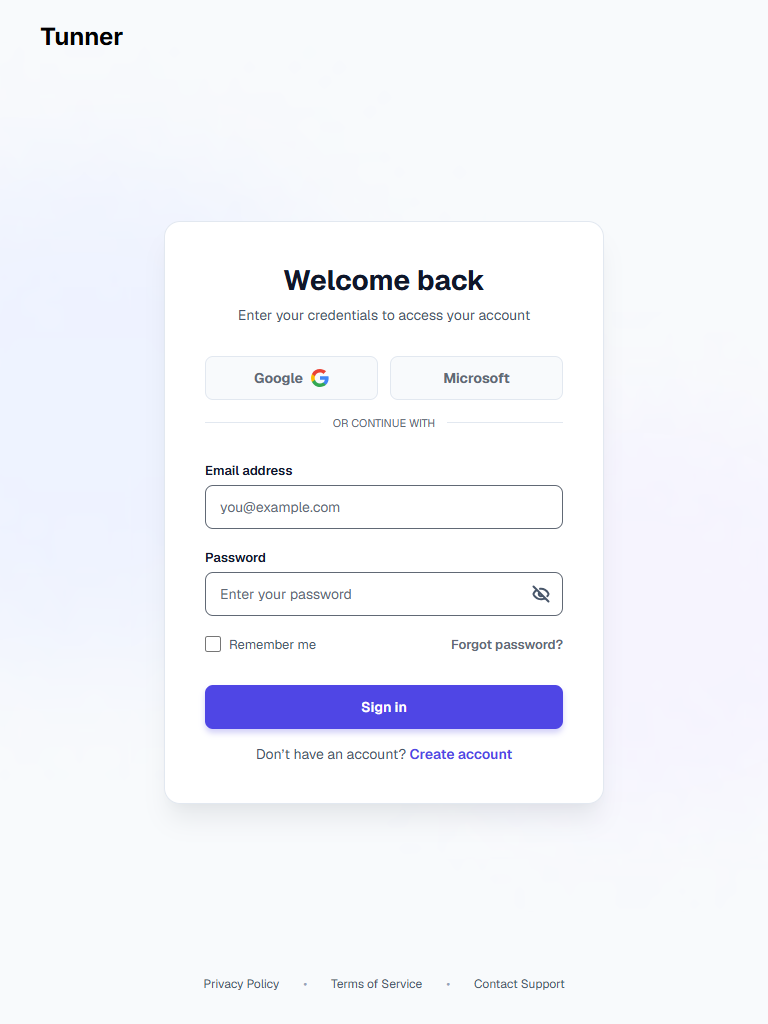 Tunner
Welcome back
Enter your credentials to access your account
Google
Microsoft
OR CONTINUE WITH
Email address
you@example.com
Password
Enter your password
Remember me
Forgot password?
Sign in
Don't have an account? Create account
Privacy Policy • Terms of Service • Contact Support